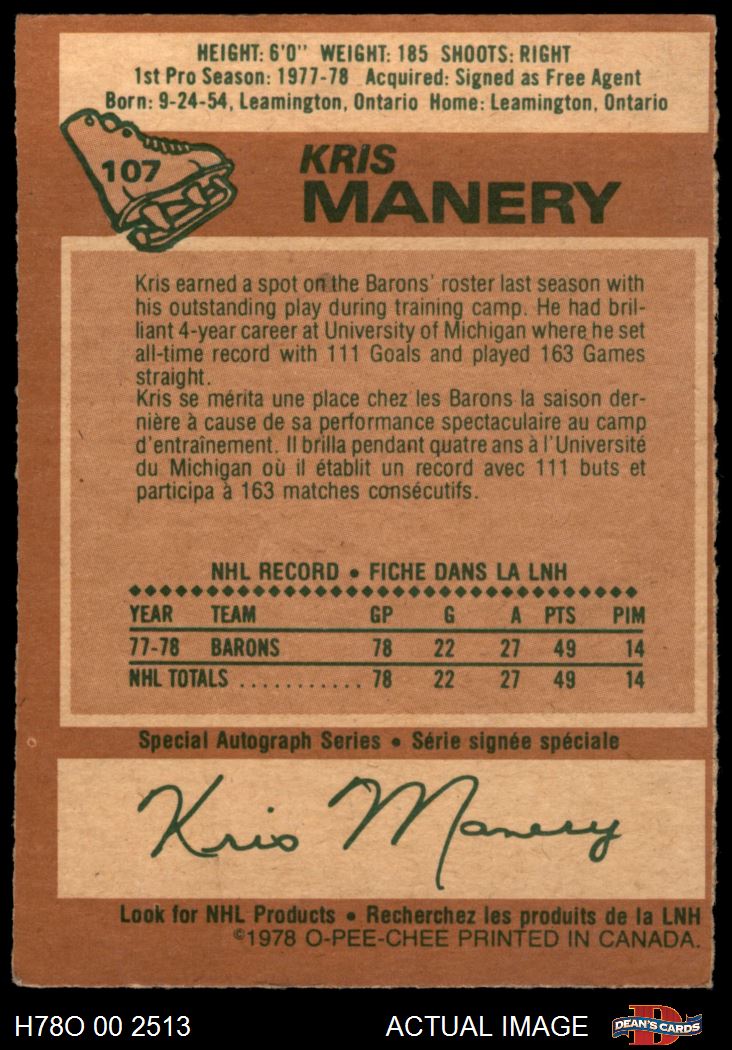 HEIGHT: 6'0" WEIGHT: 185 SHOOTS: RIGHT
1st Pro Season: 1977-78 Acquired: Signed as Free Agent
Born: 9-24-54, Leamington, Ontario Home: Leamington, Ontario
107
KRIS
MANERY
Kris earned a spot on the Barons' roster last season with
his outstanding play during training camp. He had bril-
liant 4-year career at University of Michigan where he set
all-time record with 111 Goals and played 163 Games
straight.
Kris se mérita une place chez les Barons la saison der-
nière à cause de sa performance spectaculaire au camp
d'entraînement. Il brilla pendant quatre ans à l'Université
du Michigan où il établit un record avec 111 buts et
participa à 163 matches consécutifs.
NHL RECORD • FICHE DANS LA LNH
YEAR TEAM GP G A PTS PIM
77-78 BARONS 78 22 27 49 14
NHL TOTALS ........... 78 22 27 49 14
Special Autograph Series • Série signée spéciale
Kris Manery
Look for NHL Products • Recherchez les produits de la LNH
©1978 O-PEE-CHEE PRINTED IN CANADA.
H78O 00 2513 ACTUAL IMAGE D DEAN'S CARDS